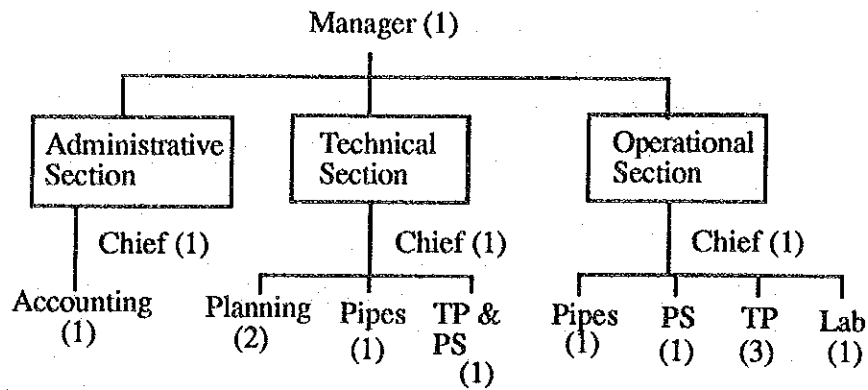 Manager (1)
Administrative
Section
Technical
Section
Operational
Section
Chief (1)
Chief (1)
Chief (1)
Accounting
(1)
Planning
(2)
Pipes
(1)
TP &
PS
(1)
Pipes
(1)
PS
(1)
TP
(3)
Lab
(1)